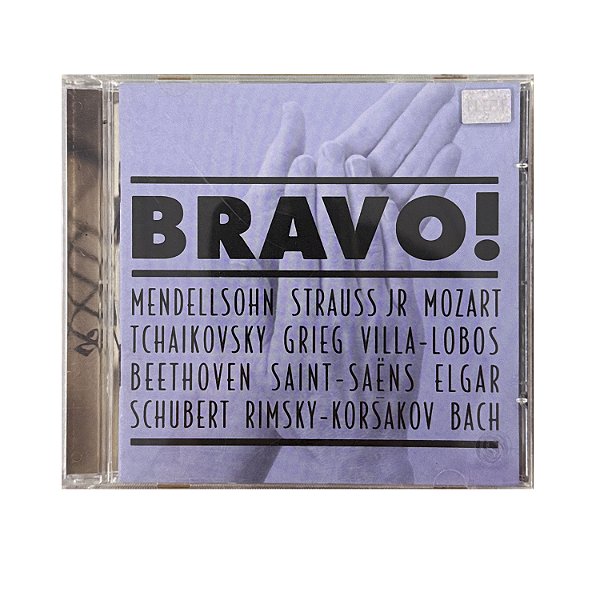 BRAVO!
MENDELLSOHN STRAUSS JR MOZART
TCHAIKOVSKY GRIEG VILLA-LOBOS
BEETHOVEN SAINT-SAËNS ELGAR
SCHUBERT RIMSKY-KORSAKOV BACH